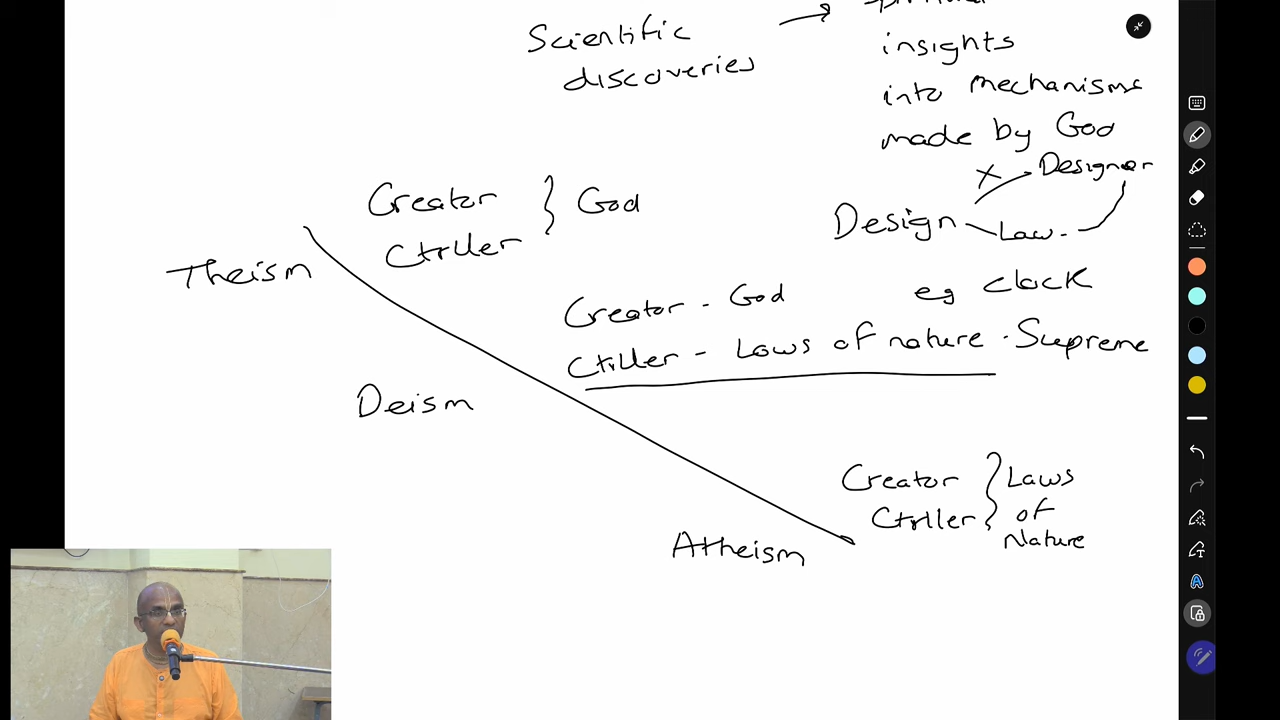 Scientific
discoveries
insights
into mechanisms
made by God
Designer
Design
Law.
Creator
Ctrller
God
Theism
eg clock
Creator - God
Ctrller - Laws of nature . Supreme
Deism
Creator
Ctrller
Laws
of
Nature
Atheism